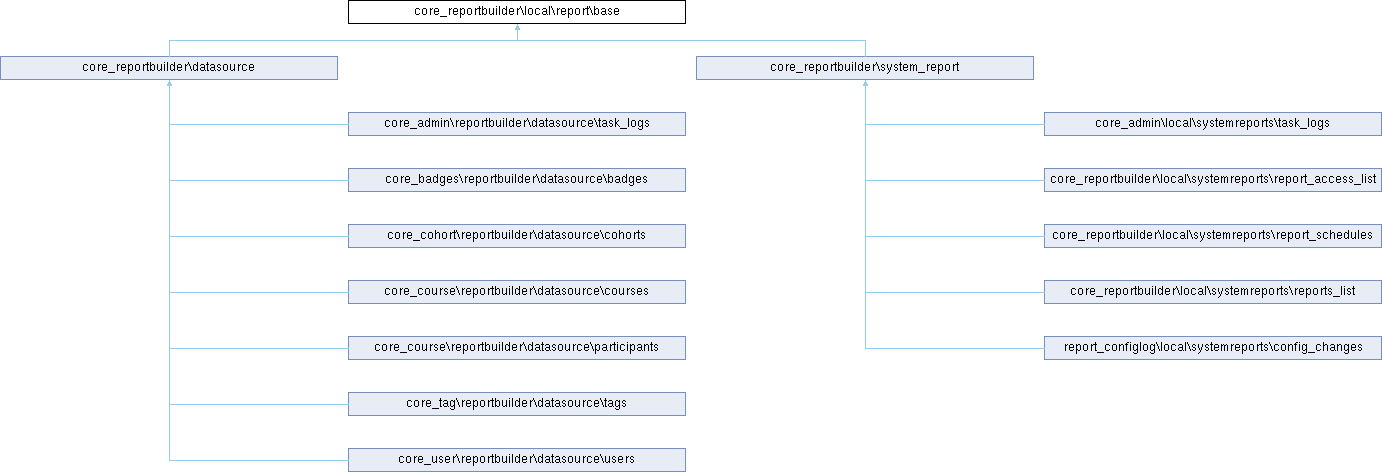 core_reportbuilder\local\report\base
core_reportbuilder\datasource
core_reportbuilder\system_report
core_admin\reportbuilder\datasource\task_logs
core_admin\local\systemreports\task_logs
core_badges\reportbuilder\datasource\badges
core_reportbuilder\local\systemreports\report_access_list
core_cohort\reportbuilder\datasource\cohorts
core_reportbuilder\local\systemreports\report_schedules
core_course\reportbuilder\datasource\courses
core_reportbuilder\local\systemreports\reports_list
core_course\reportbuilder\datasource\participants
report_configlog\local\systemreports\config_changes
core_tag\reportbuilder\datasource\tags
core_user\reportbuilder\datasource\users